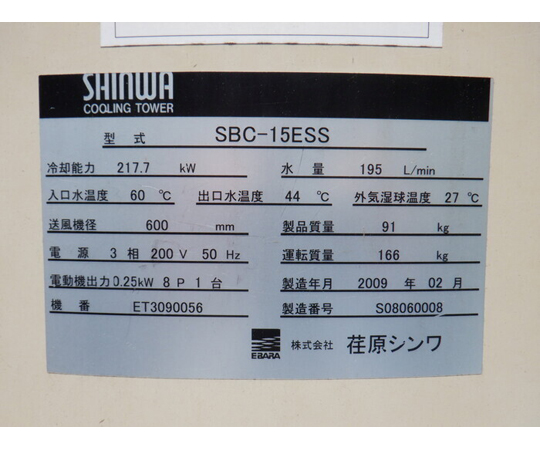 SHINWA
COOLING TOWER
型 式 SBC-15ESS
冷却能力 217.7 kW 水 量 195 L/min
入口水温度 60 ℃ 出口水温度 44 ℃ 外気湿球温度 27 ℃
送風機径 600 mm 製品質量 91 kg
電 源 3 相 200 V 50 Hz 運転質量 166 kg
電動機出力 0.25kW 8 P 1 台 製造年月 2009 年 02 月
機 番 ET3090056 製造番号 S08060008
EBARA 株式会社 荏原シンワ